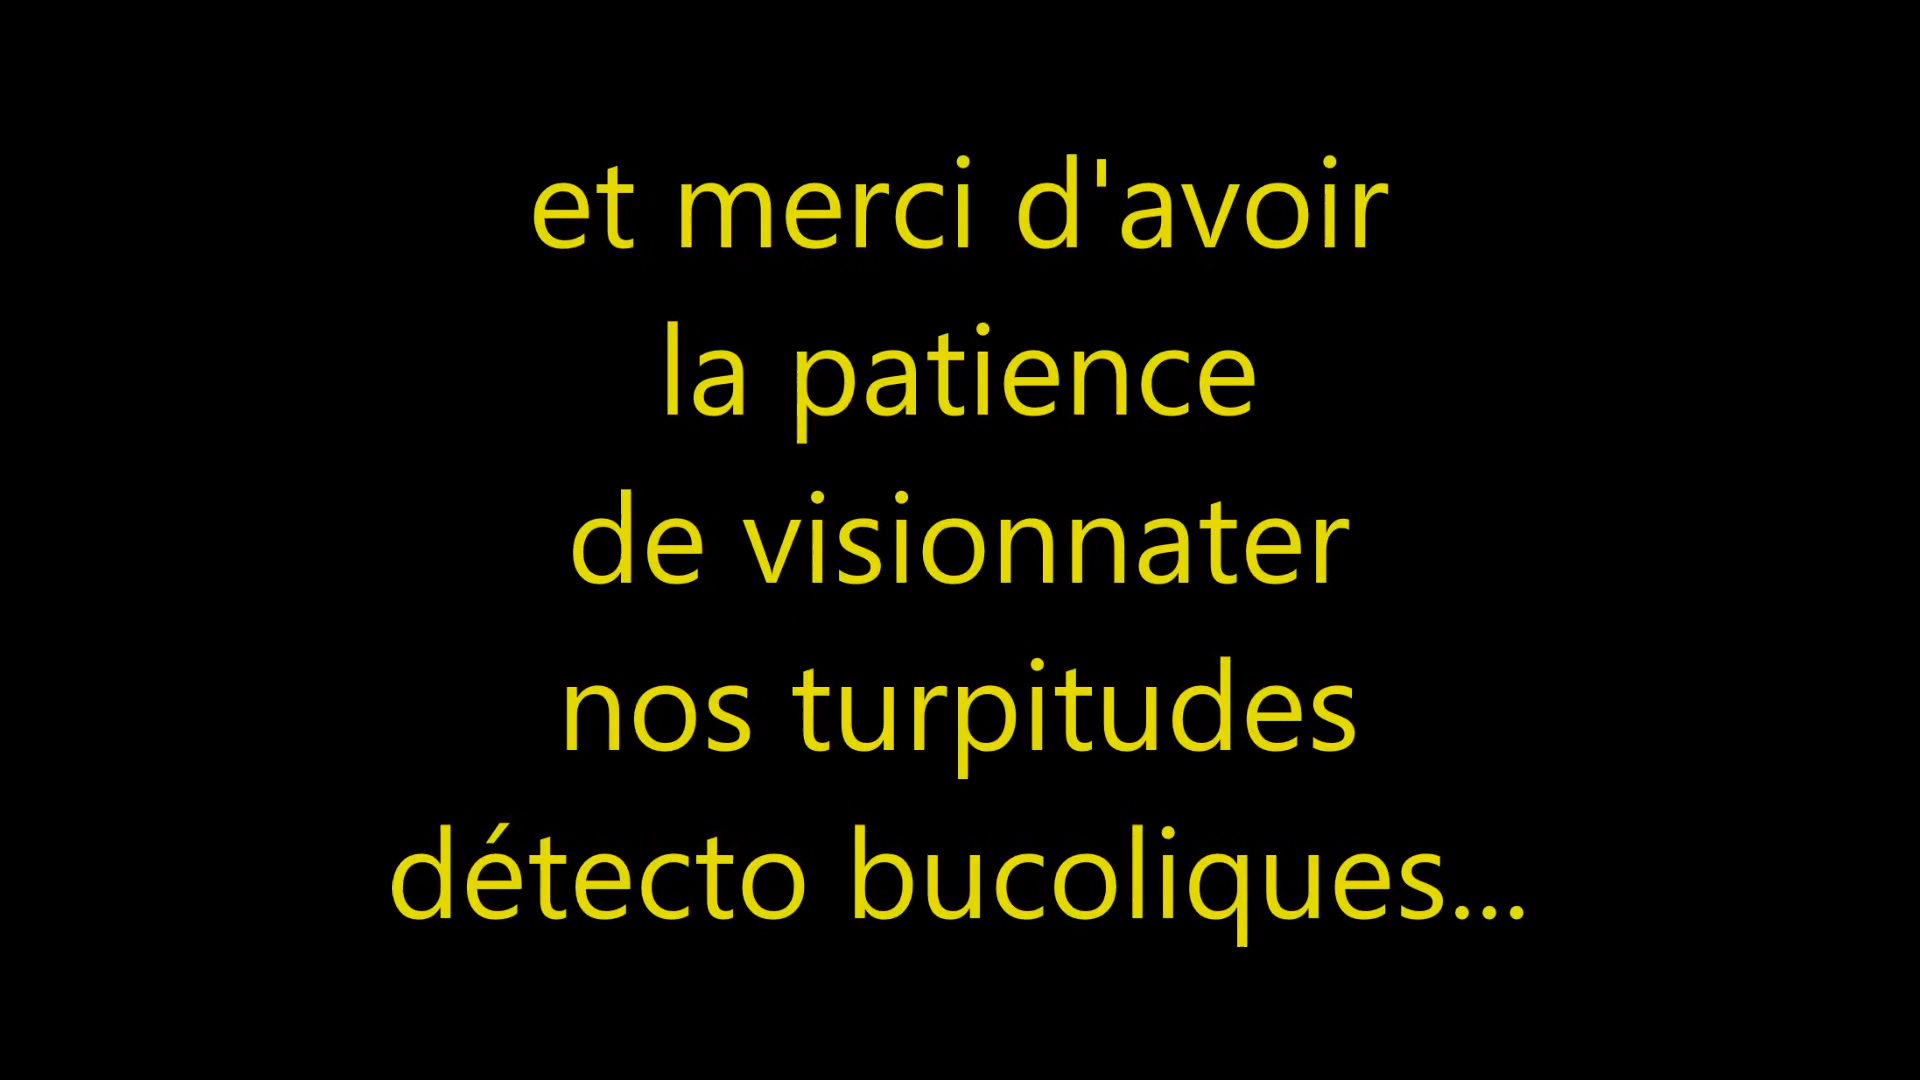 et merci d'avoir
la patience
de visionnater
nos turpitudes
détecto bucoliques...